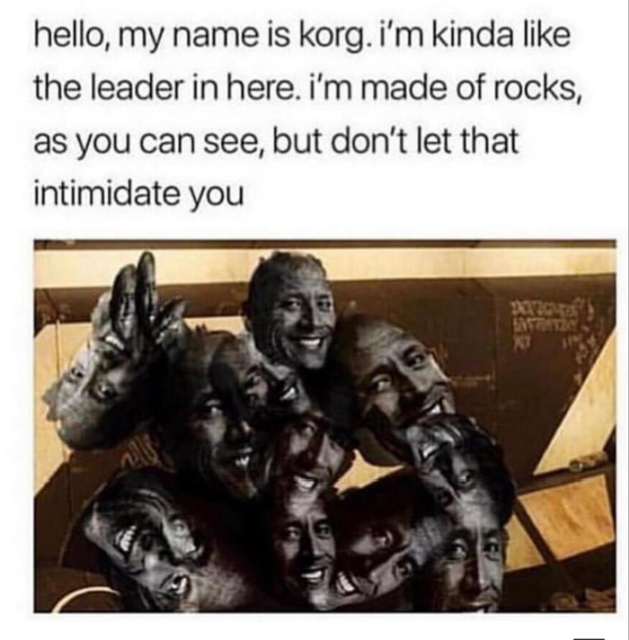 hello, my name is korg. i'm kinda like
the leader in here. i'm made of rocks,
as you can see, but don't let that
intimidate you